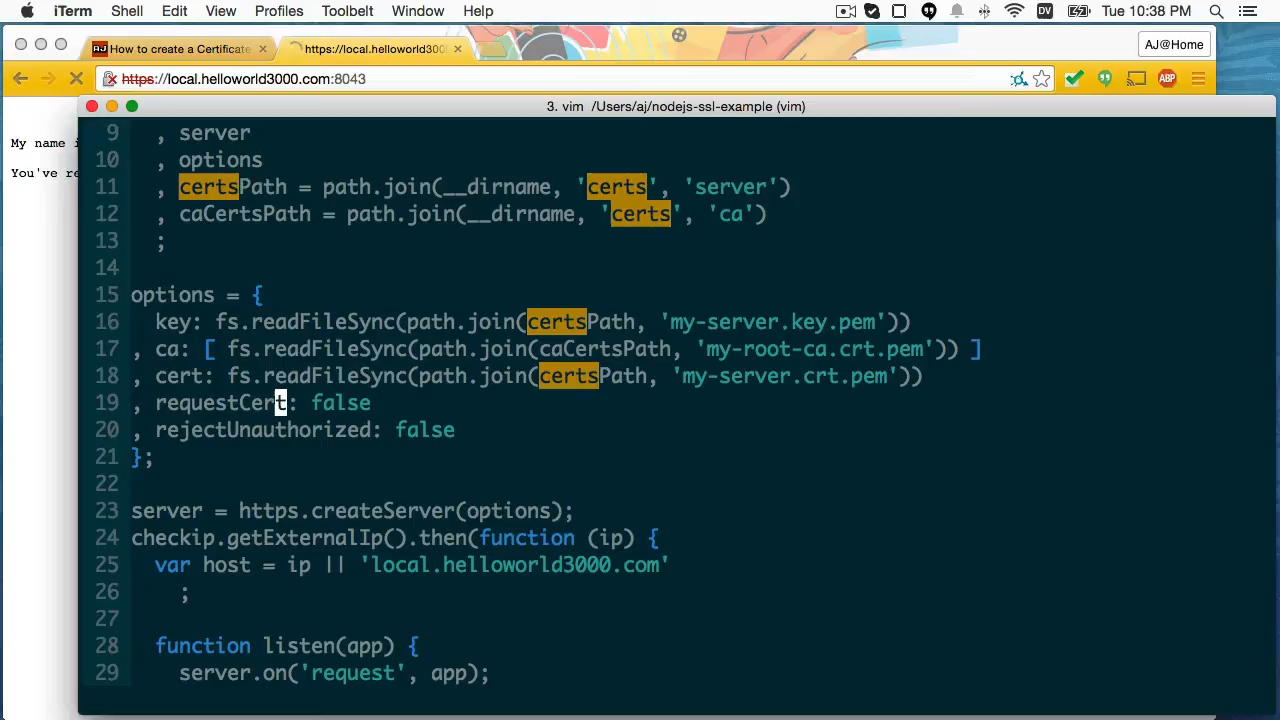 iTerm Shell Edit View Profiles Toolbelt Window Help DV Tue 10:38 PM
AJ How to create a Certificate × https://local.helloworld300 × AJ@Home
https://local.helloworld3000.com:8043 ABP
3. vim /Users/aj/nodejs-ssl-example (vim)
My name i
You've re
9 , server
10 , options
11 , certsPath = path.join(__dirname, 'certs', 'server')
12 , caCertsPath = path.join(__dirname, 'certs', 'ca')
13 ;
14
15 options = {
16 key: fs.readFileSync(path.join(certsPath, 'my-server.key.pem'))
17 , ca: [ fs.readFileSync(path.join(caCertsPath, 'my-root-ca.crt.pem')) ]
18 , cert: fs.readFileSync(path.join(certsPath, 'my-server.crt.pem'))
19 , requestCert: false
20 , rejectUnauthorized: false
21 };
22
23 server = https.createServer(options);
24 checkip.getExternalIp().then(function (ip) {
25 var host = ip || 'local.helloworld3000.com'
26 ;
27
28 function listen(app) {
29 server.on('request', app);